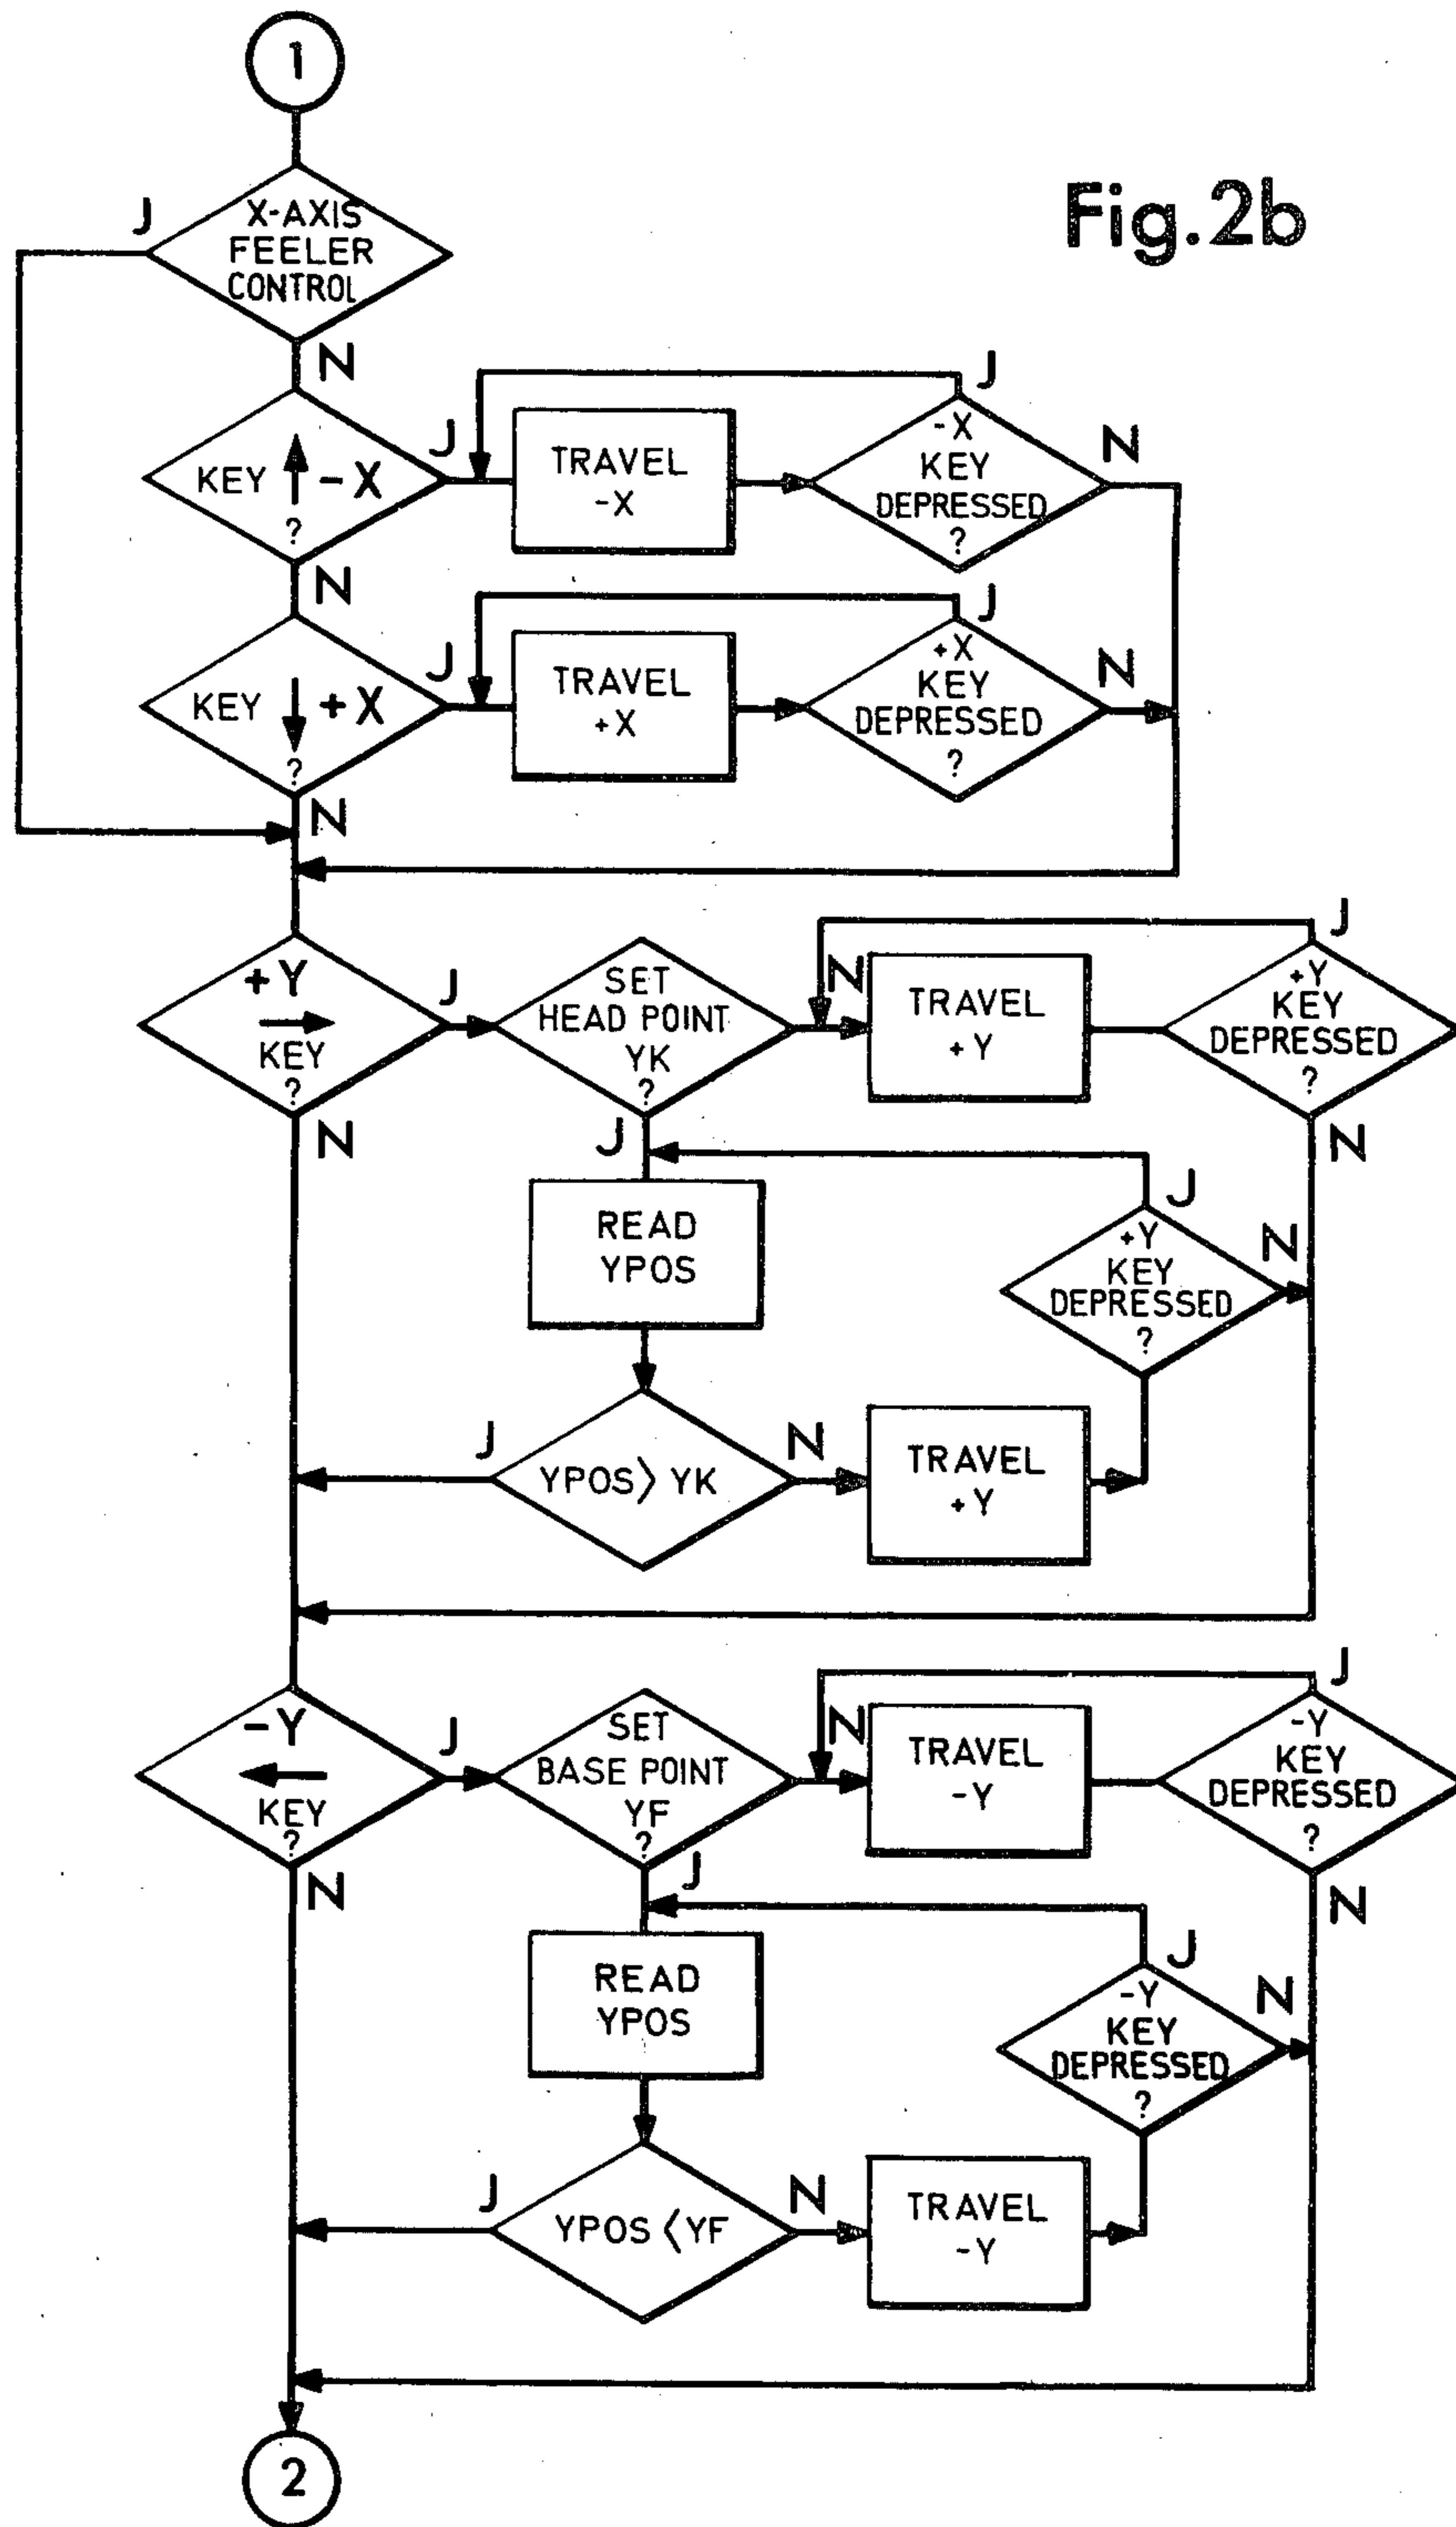 1
Fig.2b
J
X-AXIS
FEELER
CONTROL
N
KEY ↑ -X
?
J
TRAVEL
-X
J
-X
KEY
DEPRESSED
?
N
N
KEY ↓ +X
?
J
TRAVEL
+X
J
+X
KEY
DEPRESSED
?
N
N
+Y
→
KEY
?
J
SET
HEAD POINT
YK
?
N
TRAVEL
+Y
J
+Y
KEY
DEPRESSED
?
N
N
J
READ
YPOS
J
+Y
KEY
DEPRESSED
?
N
J
YPOS > YK
N
TRAVEL
+Y
-Y
←
KEY
?
J
SET
BASE POINT
YF
?
N
TRAVEL
-Y
J
-Y
KEY
DEPRESSED
?
N
N
J
READ
YPOS
J
-Y
KEY
DEPRESSED
?
N
J
YPOS < YF
N
TRAVEL
-Y
2